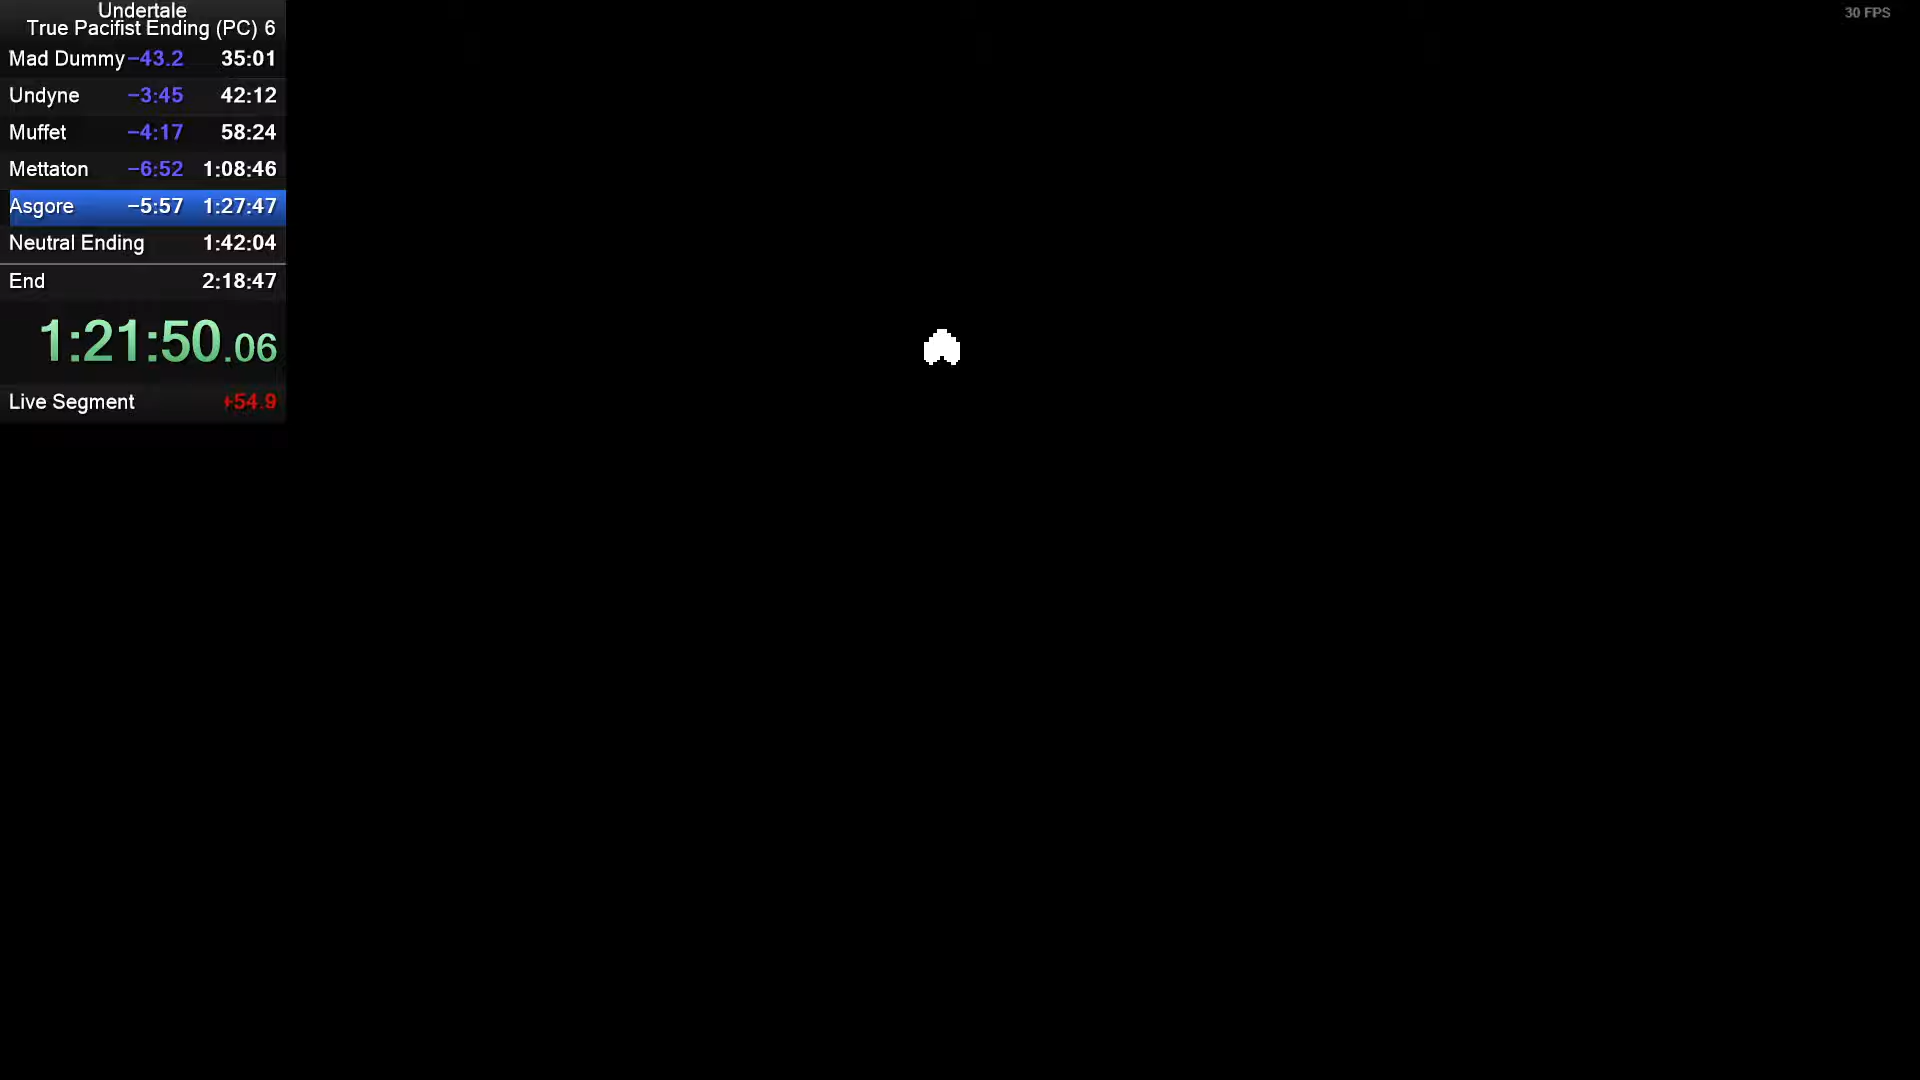 Undertale
True Pacifist Ending (PC) 6
30 FPS
Mad Dummy −43.2 35:01
Undyne −3:45 42:12
Muffet −4:17 58:24
Mettaton −6:52 1:08:46
Asgore −5:57 1:27:47
Neutral Ending 1:42:04
End 2:18:47
1:21:50.06
Live Segment +54.9